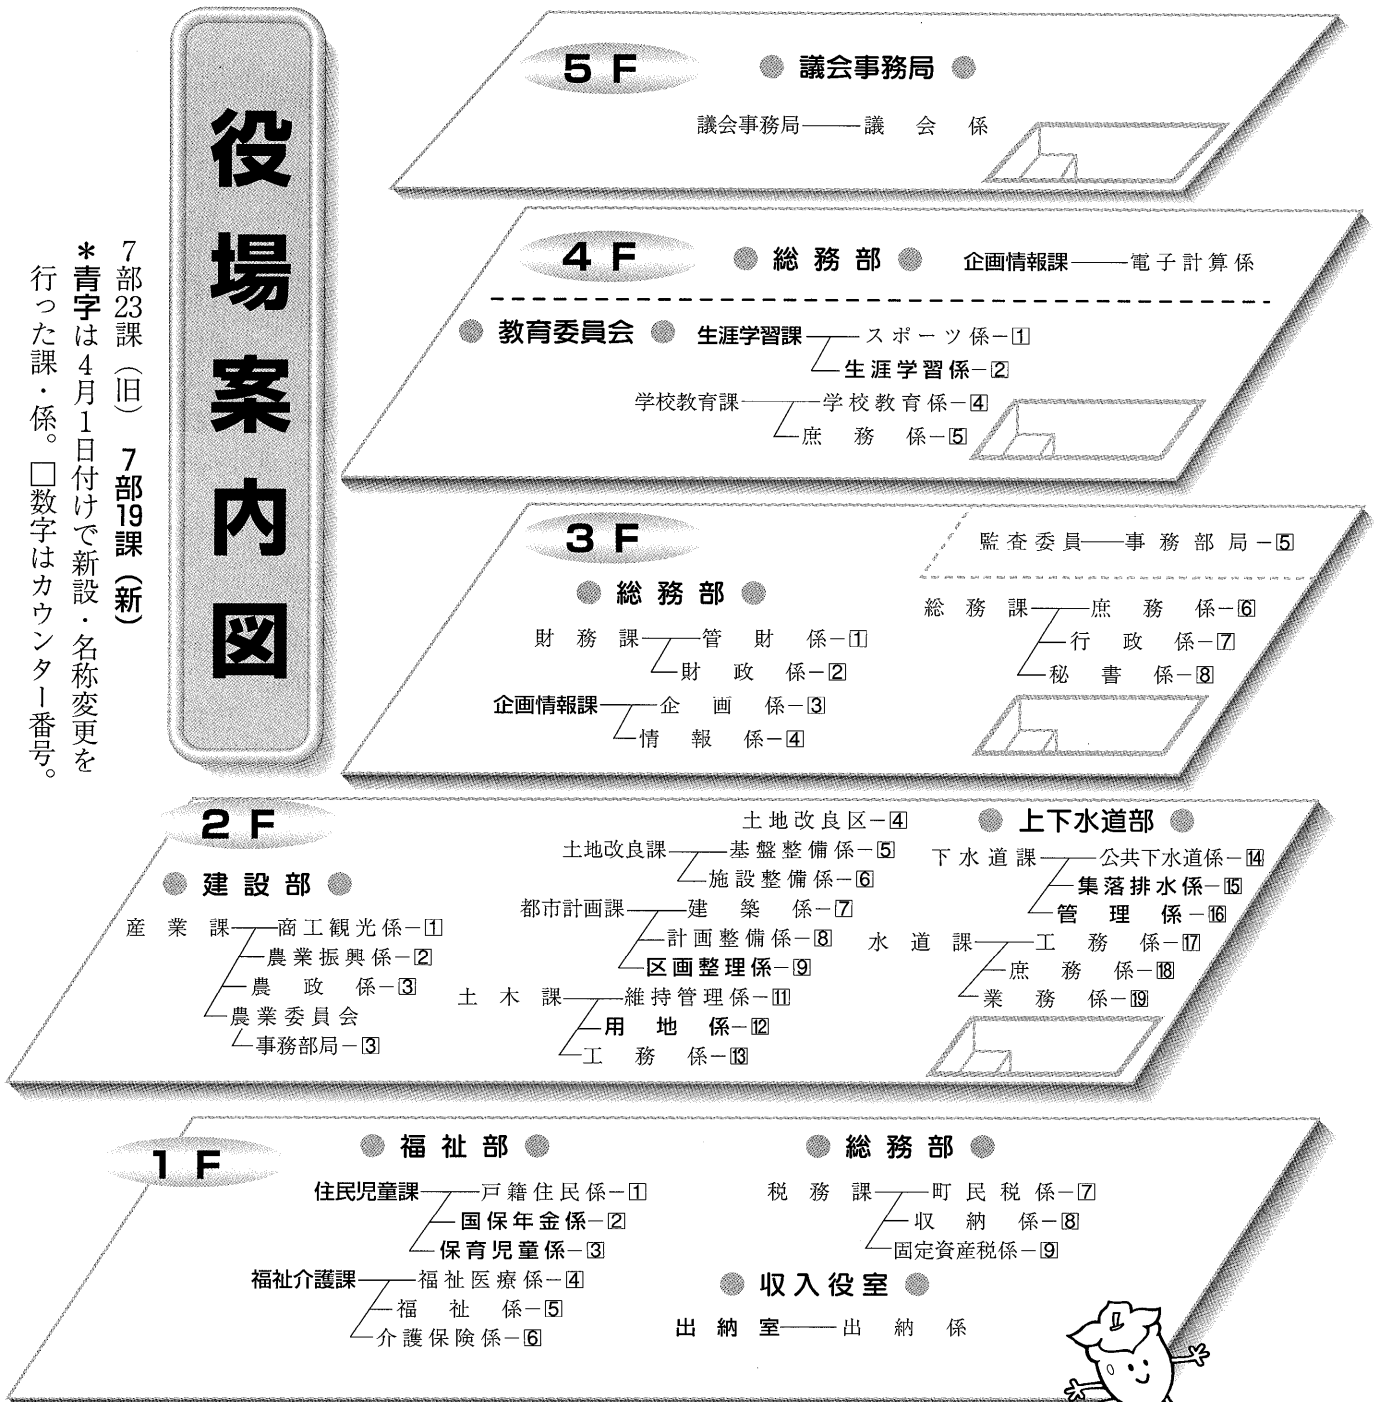 役場案内図
7部23課（旧）　7部19課（新）
＊青字は4月1日付けで新設・名称変更を
行った課・係。□数字はカウンター番号。
5F
議会事務局
議会事務局―議会係
4F
総務部　企画情報課―電子計算係
教育委員会　生涯学習課―スポーツ係－1
生涯学習係－2
学校教育課―学校教育係－4
庶務係－5
3F
総務部
財務課―管財係－1
財政係－2
企画情報課―企画係－3
情報係－4
監査委員―事務部局－5
総務課―庶務係－6
行政係－7
秘書係－8
2F
建設部
産業課―商工観光係－1
農業振興係－2
農政係－3
農業委員会
事務部局－3
土地改良区－4
土地改良課―基盤整備係－5
施設整備係－6
都市計画課―建築係－7
計画整備係－8
区画整理係－9
土木課―維持管理係－11
用地係－12
工務係－13
上下水道部
下水道課―公共下水道係－14
集落排水係－15
管理係－16
水道課―工務係－17
庶務係－18
業務係－19
1F
福祉部
住民児童課―戸籍住民係－1
国保年金係－2
保育児童係－3
福祉介護課―福祉医療係－4
福祉係－5
介護保険係－6
総務部
税務課―町民税係－7
収納係－8
固定資産税係－9
収入役室
出納室―出納係